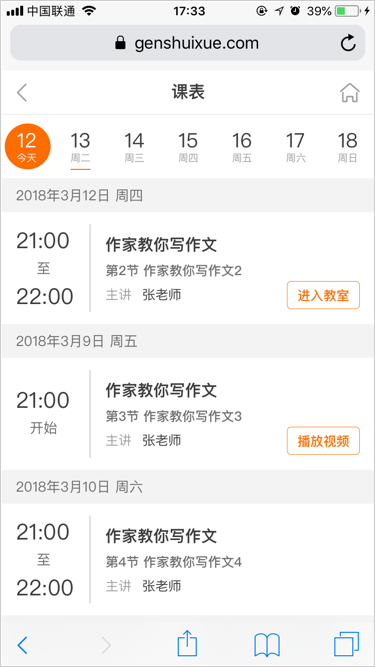 中国联通 17:33 39%
genshuixue.com
课表
12 13 14 15 16 17 18
今天 周二 周三 周四 周五 周六 周日
2018年3月12日 周四
21:00
至
22:00
作家教你写作文
第2节 作家教你写作文2
主讲 张老师
进入教室
2018年3月9日 周五
21:00
开始
作家教你写作文
第3节 作家教你写作文3
主讲 张老师
播放视频
2018年3月10日 周六
21:00
至
22:00
作家教你写作文
第4节 作家教你写作文4
主讲 张老师